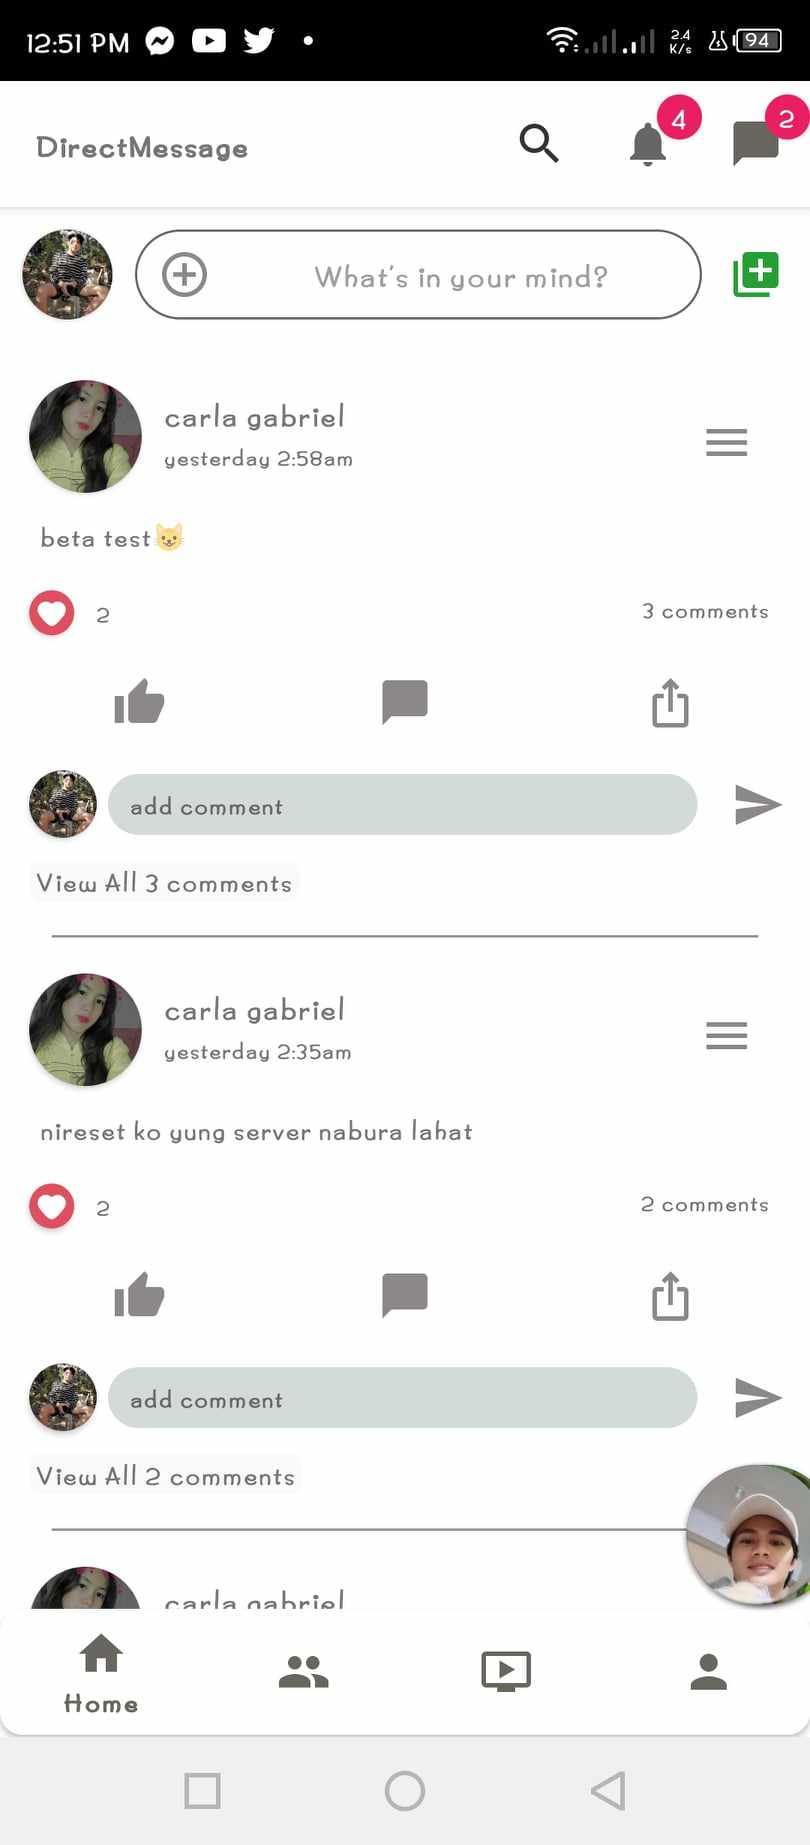 12:51 PM
2.4 K/s
94
DirectMessage
4
2
What's in your mind?
carla gabriel
yesterday 2:58am
beta test😺
2
3 comments
add comment
View All 3 comments
carla gabriel
yesterday 2:35am
nireset ko yung server nabura lahat
2
2 comments
add comment
View All 2 comments
carla gabriel
Home